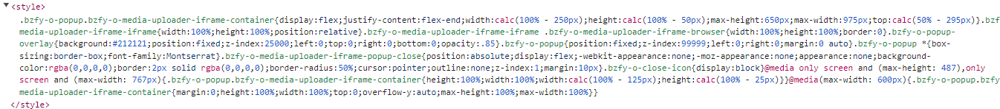 <style>
.bzfy-o-popup.bzfy-o-media-uploader-iframe-container{display:flex;justify-content:flex-end;width:calc(100% - 250px);height:calc(100% - 50px);max-height:650px;max-width:975px;top:calc(50% - 295px)}.bzf
media-uploader-iframe-iframe{width:100%;height:100%;position:relative}.bzfy-o-media-uploader-iframe-iframe .bzfy-o-media-uploader-iframe-browser{width:100%;height:100%;border:0}.bzfy-o-popup-
overlay{background:#212121;position:fixed;z-index:25000;left:0;top:0;right:0;bottom:0;opacity:.85}.bzfy-o-popup{position:fixed;z-index:99999;left:0;right:0;margin:0 auto}.bzfy-o-popup *{box-
sizing:border-box;font-family:Montserrat}.bzfy-o-media-uploader-iframe-popup-close{position:absolute;display:flex;-webkit-appearance:none;-moz-appearance:none;appearance:none;background-
color:rgba(0,0,0,0);border:2px solid rgba(0,0,0,0);border-radius:50%;cursor:pointer;outline:none;z-index:1;margin:10px}.bzfy-o-close-icon{display:block}@media only screen and (max-height: 487),only
screen and (max-width: 767px){.bzfy-o-popup.bzfy-o-media-uploader-iframe-container{height:100%;width:100%;width:calc(100% - 125px);height:calc(100% - 25px)}}@media(max-width: 600px){.bzfy-o-popup.bzfy
media-uploader-iframe-container{margin:0;height:100%;width:100%;top:0;overflow-y:auto;max-height:100%;max-width:100%}}
</style>